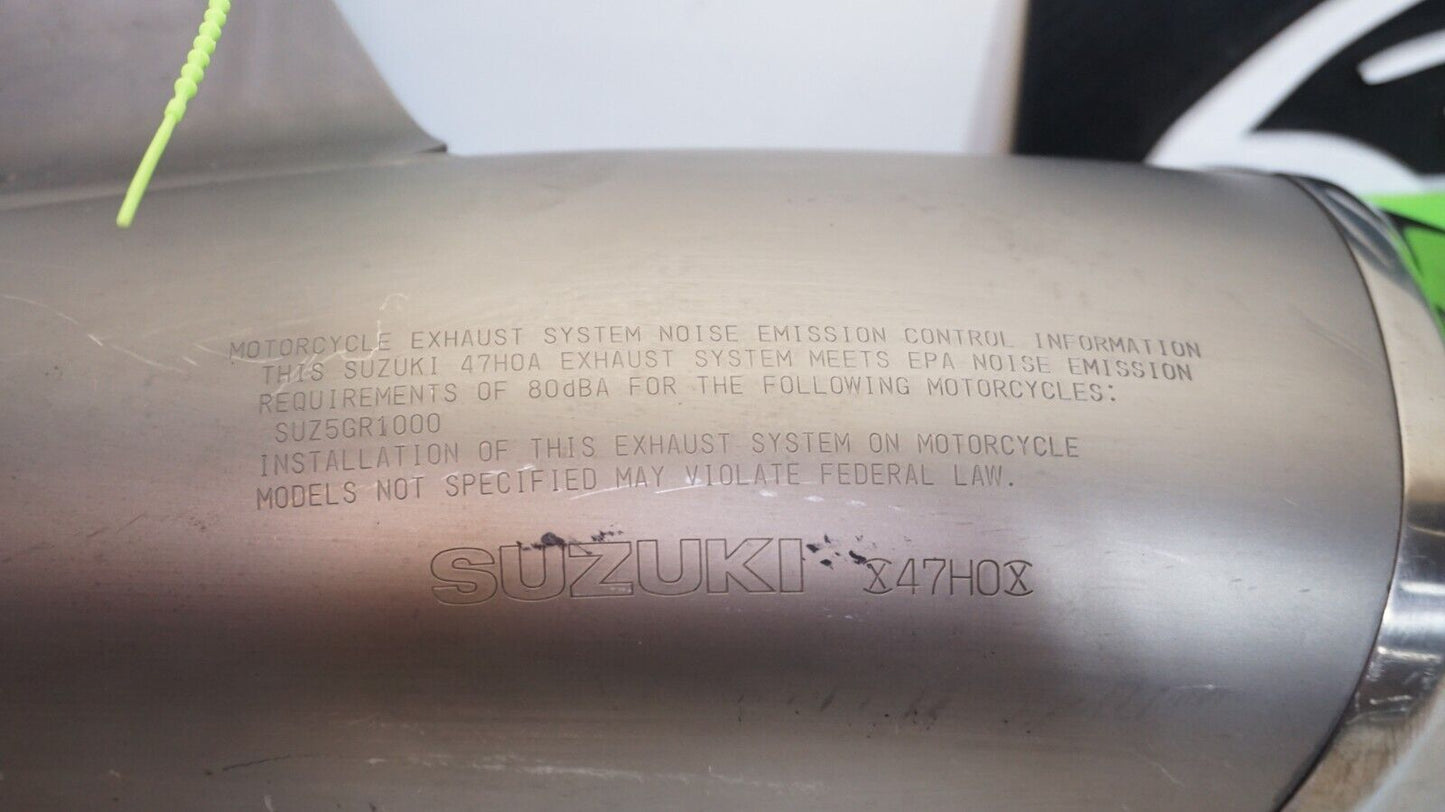 MOTORCYCLE EXHAUST SYSTEM NOISE EMISSION CONTROL INFORMATION
THIS SUZUKI 47H0A EXHAUST SYSTEM MEETS EPA NOISE EMISSION
REQUIREMENTS OF 80dBA FOR THE FOLLOWING MOTORCYCLES:
SUZ5GR1000
INSTALLATION OF THIS EXHAUST SYSTEM ON MOTORCYCLE
MODELS NOT SPECIFIED MAY VIOLATE FEDERAL LAW.
SUZUKI X47H0X